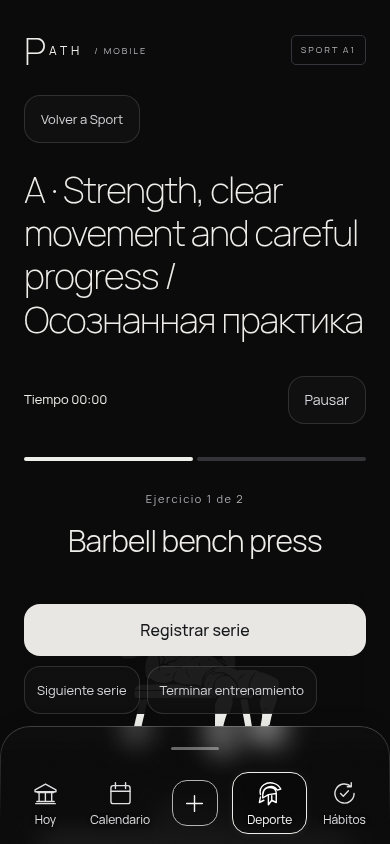 PATH / MOBILE
SPORT A1
Volver a Sport
A · Strength, clear
movement and careful
progress /
Осознанная практика
Tiempo 00:00
Pausar
Ejercicio 1 de 2
Barbell bench press
Registrar serie
Siguiente serie
Terminar entrenamiento
Hoy
Calendario
Deporte
Hábitos